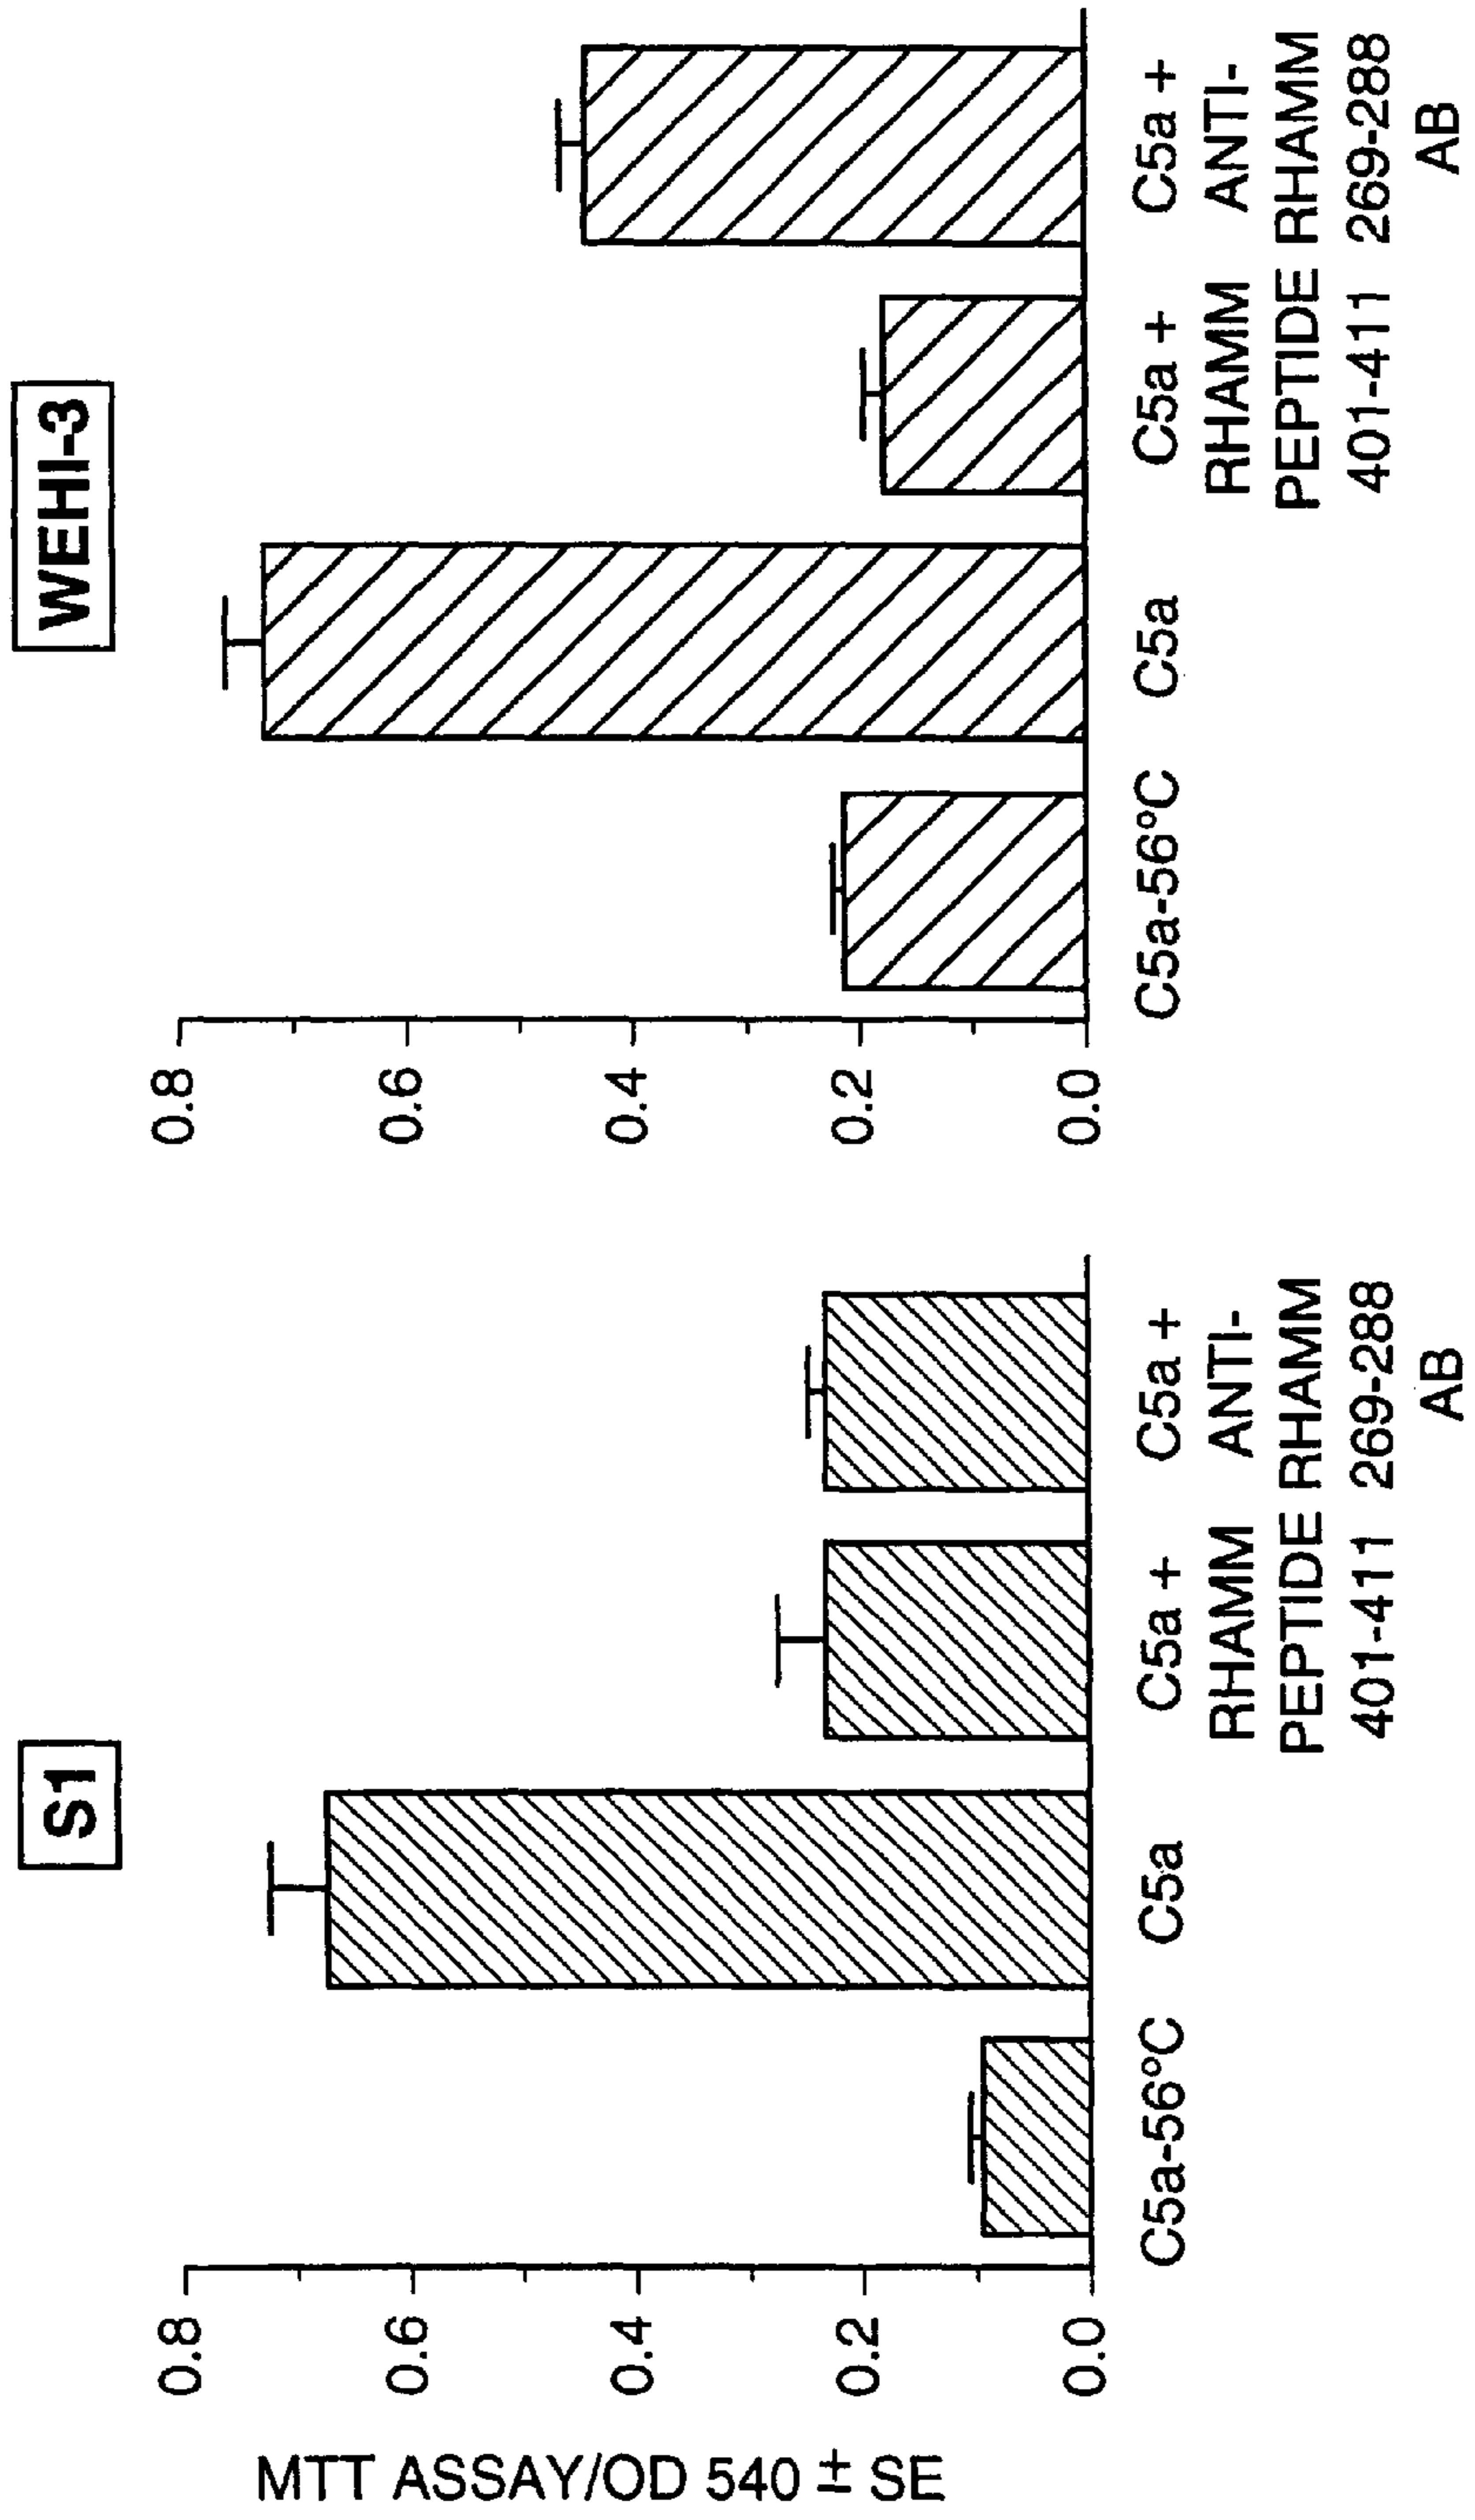 S1
MTT ASSAY/OD 540 ± SE
0.8
0.6
0.4
0.2
0.0
C5a-56°C
C5a
C5a +
RHAMM
PEPTIDE
401-411
C5a +
ANTI-
RHAMM
269-288
AB
WEHI-3
0.8
0.6
0.4
0.2
0.0
C5a-56°C
C5a
C5a +
RHAMM
PEPTIDE
401-411
C5a +
ANTI-
RHAMM
269-288
AB